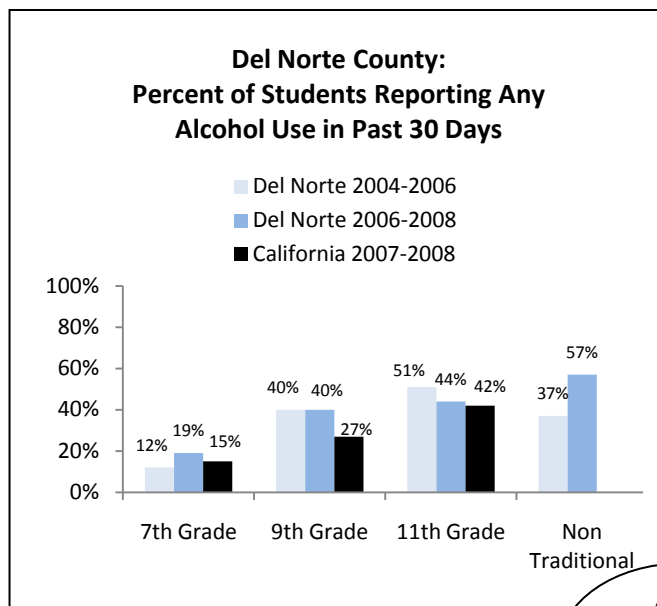 Del Norte County:
Percent of Students Reporting Any
Alcohol Use in Past 30 Days
Del Norte 2004-2006
Del Norte 2006-2008
California 2007-2008
100%
80%
60%
40%
20%
0%
12%
19%
15%
40%
40%
27%
51%
44%
42%
37%
57%
7th Grade
9th Grade
11th Grade
Non
Traditional